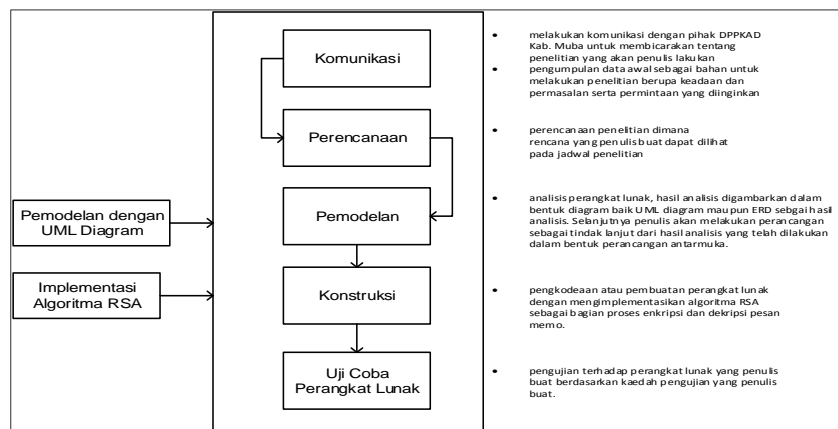 Komunikasi
Perencanaan
Pemodelan
Konstruksi
Uji Coba
Perangkat Lunak
Pemodelan dengan
UML Diagram
Implementasi
Algoritma RSA
• melakukan komunikasi dengan pihak DPPKAD
Kab. Muba untuk membicarakan tentang
penelitian yang akan penulis lakukan
• pengumpulan data awal sebagai bahan untuk
melakukan penelitian berupa keadaan dan
permasalan serta permintaan yang diinginkan
• perencanaan penelitian dimana
rencana yang penulis buat dapat dilihat
pada jadwal penelitian
• analisis perangkat lunak, hasil analisis digambarkan dalam
bentuk diagram baik UML diagram maupun ERD sebgai hasil
analisis. Selanjutnya penulis akan melakukan perancangan
sebagai tindak lanjut dari hasil analisis yang telah dilakukan
dalam bentuk perancangan antarmuka.
• pengkodeaan atau pembuatan perangkat lunak
dengan mengimplementasikan algoritma RSA
sebagai bagian proses enkripsi dan dekripsi pesan
memo.
• pengujian terhadap perangkat lunak yang penulis
buat berdasarkan kaedah pengujian yang penulis
buat.